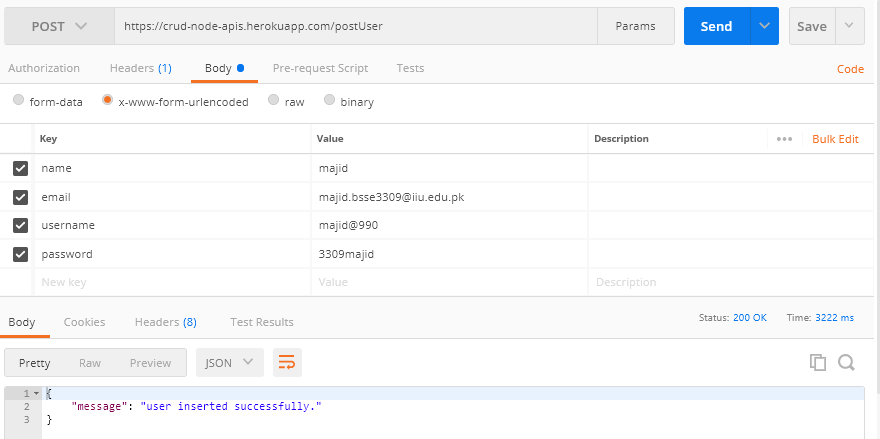 POST https://crud-node-apis.herokuapp.com/postUser Params Send Save
Authorization Headers (1) Body Pre-request Script Tests Code
form-data x-www-form-urlencoded raw binary
Key Value Description ••• Bulk Edit
name majid
email majid.bsse3309@iiu.edu.pk
username majid@990
password 3309majid
New key Value Description
Body Cookies Headers (8) Test Results Status: 200 OK Time: 3222 ms
Pretty Raw Preview JSON
1 {
2 "message": "user inserted successfully."
3 }